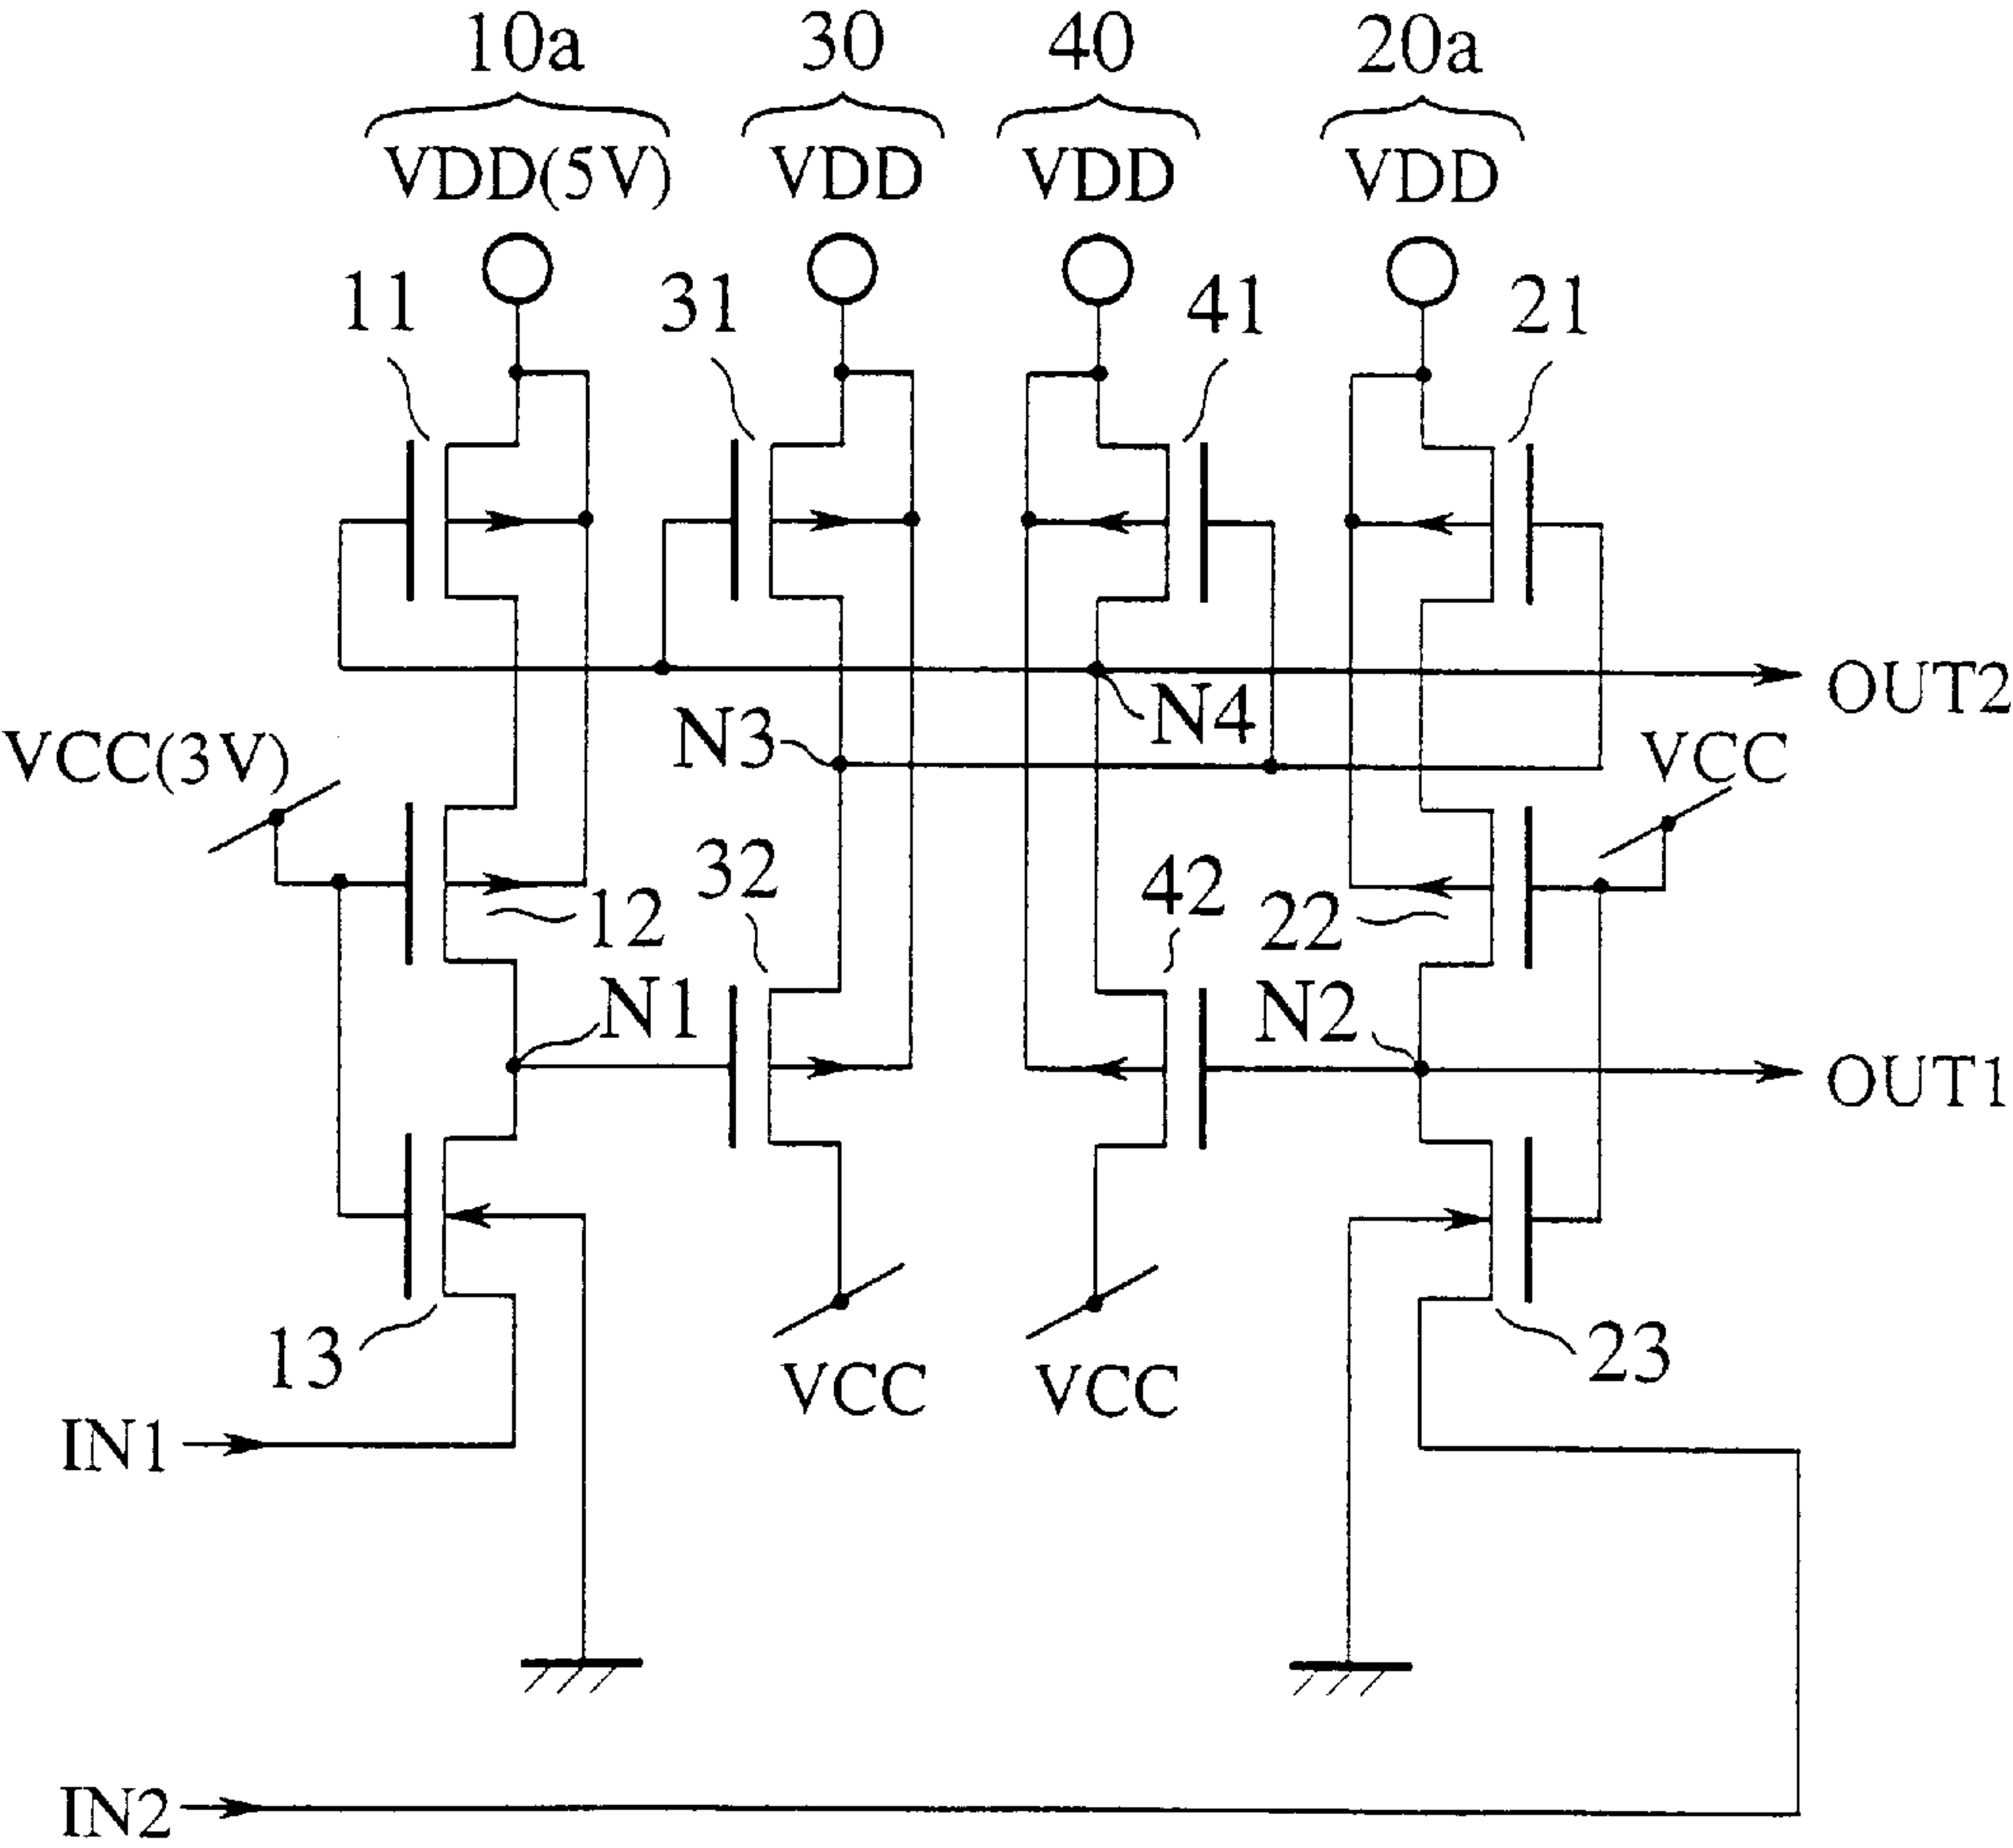 10a 30 40 20a
VDD(5V) VDD VDD VDD
11 31 41 21
OUT2
N4
N3
VCC(3V) VCC
32 42
12 22
N1 N2
OUT1
13 23
VCC VCC
IN1
IN2